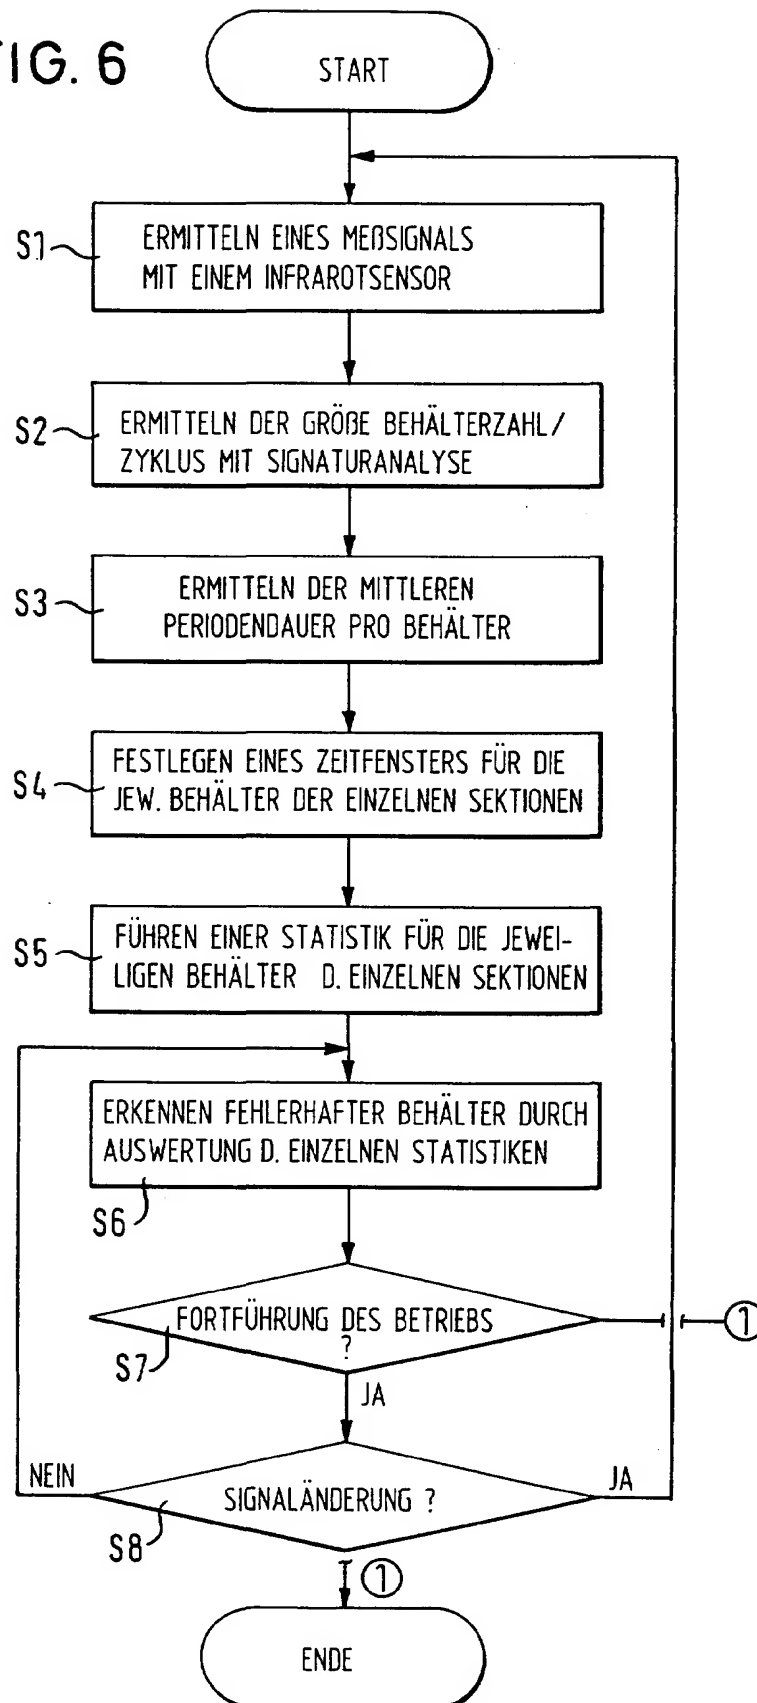 FIG. 6
START
S1
ERMITTELN EINES MEßSIGNALS
MIT EINEM INFRAROTSENSOR
S2
ERMITTELN DER GRÖßE BEHÄLTERZAHL/
ZYKLUS MIT SIGNATURANALYSE
S3
ERMITTELN DER MITTLEREN
PERIODENDAUER PRO BEHÄLTER
S4
FESTLEGEN EINES ZEITFENSTERS FÜR DIE
JEW. BEHÄLTER DER EINZELNEN SEKTIONEN
S5
FÜHREN EINER STATISTIK FÜR DIE JEWEI-
LIGEN BEHÄLTER D. EINZELNEN SEKTIONEN
ERKENNEN FEHLERHAFTER BEHÄLTER DURCH
AUSWERTUNG D. EINZELNEN STATISTIKEN
S6
FORTFÜHRUNG DES BETRIEBS
?
1
S7
JA
NEIN
SIGNALÄNDERUNG ?
JA
S8
1
ENDE